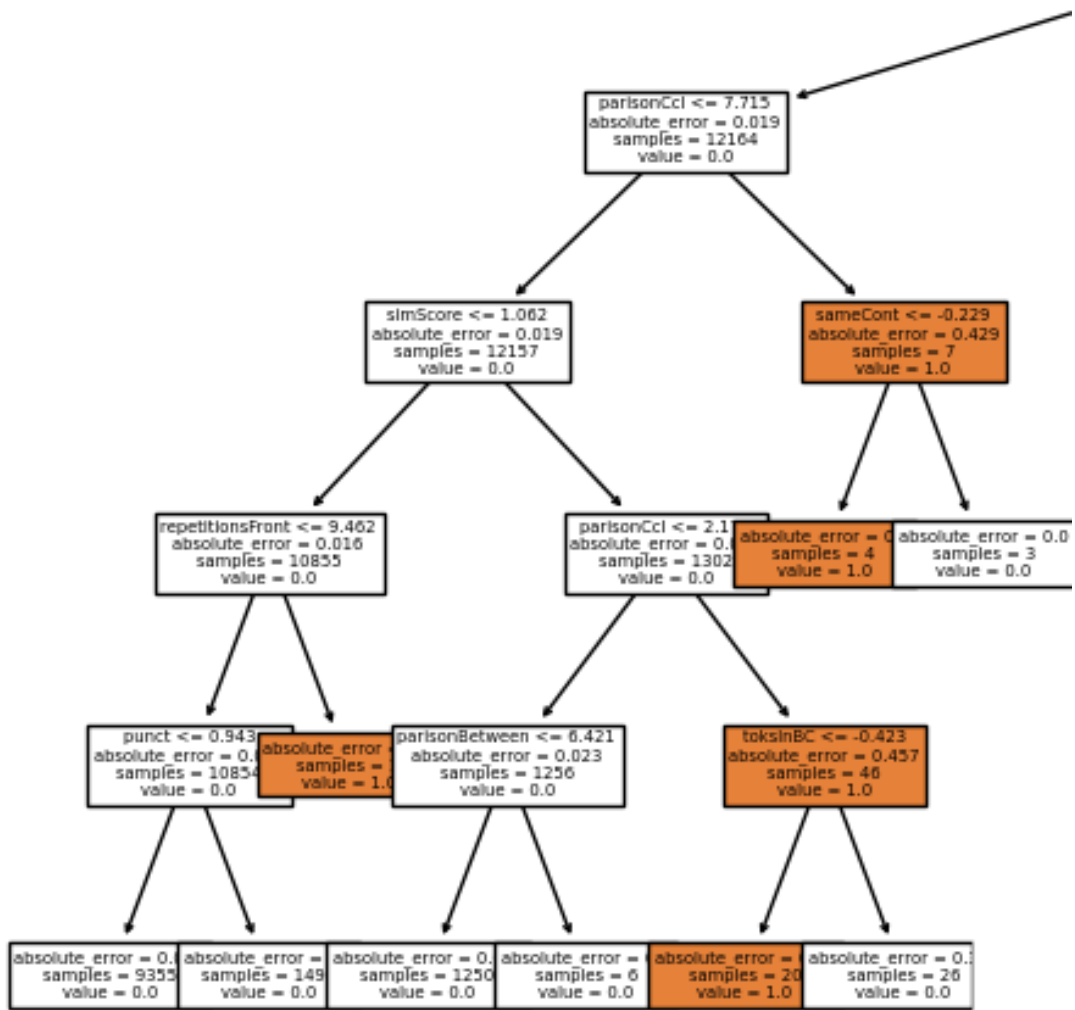 parisonCcl <= 7.715
absolute_error = 0.019
samples = 12164
value = 0.0
simScore <= 1.062
absolute_error = 0.019
samples = 12157
value = 0.0
sameCont <= -0.229
absolute_error = 0.429
samples = 7
value = 1.0
repetitionsFront <= 9.462
absolute_error = 0.016
samples = 10855
value = 0.0
parisonCcl <= 2.1
absolute_error = 0.
samples = 1302
value = 0.0
absolute_error =
samples = 4
value = 1.0
absolute_error = 0.0
samples = 3
value = 0.0
punct <= 0.943
absolute_error = 0.
samples = 10854
value = 0.0
absolute_error =
samples =
value = 1.0
parisonBetween <= 6.421
absolute_error = 0.023
samples = 1256
value = 0.0
toksInBC <= -0.423
absolute_error = 0.457
samples = 46
value = 1.0
absolute_error = 0.
samples = 9355
value = 0.0
absolute_error =
samples = 149
value = 0.0
absolute_error = 0.
samples = 1250
value = 0.0
absolute_error =
samples = 6
value = 0.0
absolute_error =
samples = 20
value = 1.0
absolute_error = 0.
samples = 26
value = 0.0